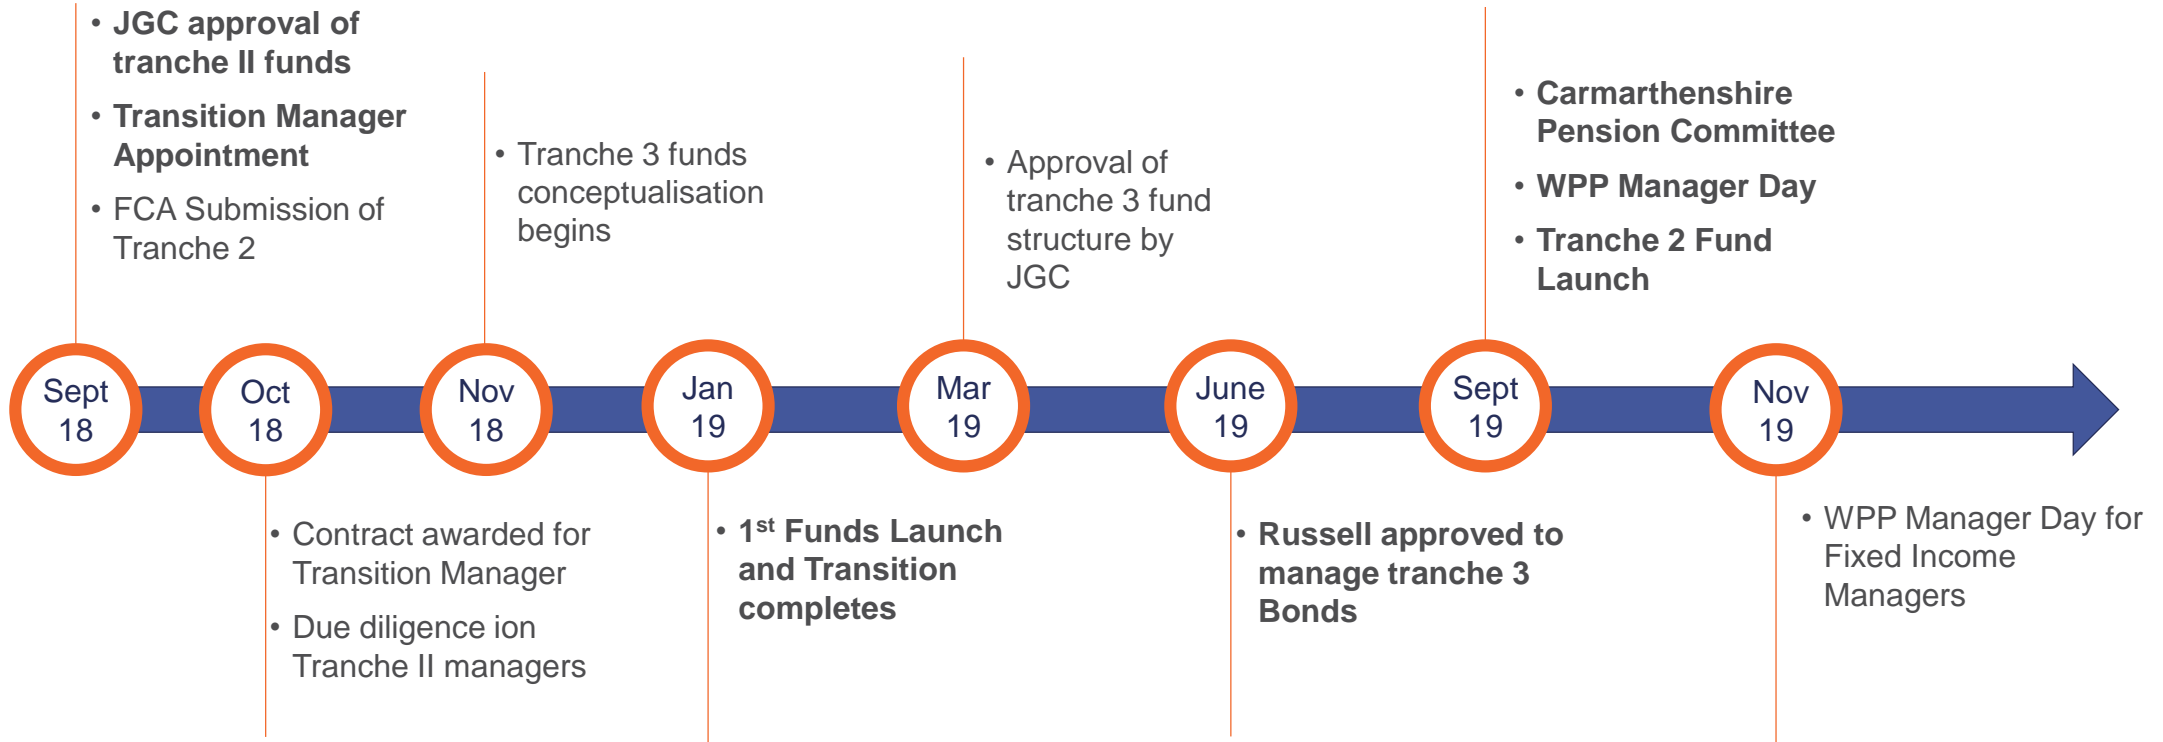 • JGC approval of
tranche II funds
• Transition Manager
Appointment
• FCA Submission of
Tranche 2
• Tranche 3 funds
conceptualisation
begins
• Approval of
tranche 3 fund
structure by
JGC
• Carmarthenshire
Pension Committee
• WPP Manager Day
• Tranche 2 Fund
Launch
Sept
18
Oct
18
Nov
18
Jan
19
Mar
19
June
19
Sept
19
Nov
19
• Contract awarded for
Transition Manager
• Due diligence ion
Tranche II managers
• 1st Funds Launch
and Transition
completes
• Russell approved to
manage tranche 3
Bonds
• WPP Manager Day for
Fixed Income
Managers